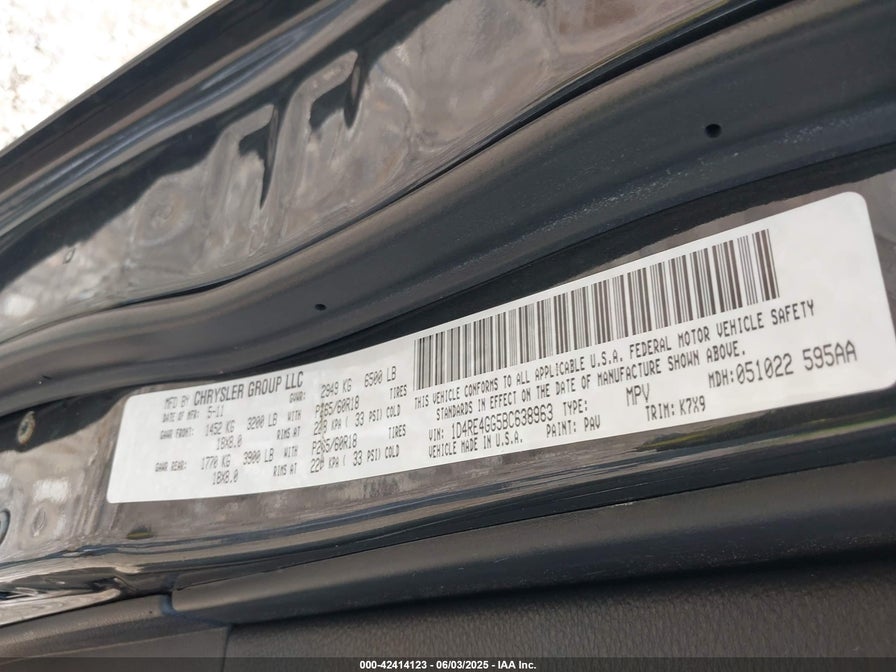 MFD BY CHRYSLER GROUP LLC
DATE OF MFR: 5-11 GVWR: 2949 KG 6500 LB
GAWR FRONT: 1452 KG 3200 LB WITH TIRES
18X8.0 RIMS AT P265/60R18
228 KPA ( 33 PSI) COLD
GAWR REAR: 1770 KG 3900 LB WITH TIRES
18X8.0 RIMS AT P265/60R18
228 KPA ( 33 PSI) COLD
THIS VEHICLE CONFORMS TO ALL APPLICABLE U.S.A. FEDERAL MOTOR VEHICLE SAFETY
STANDARDS IN EFFECT ON THE DATE OF MANUFACTURE SHOWN ABOVE.
VIN: 1D4RE4GG5BC638963 TYPE: MPV MDH:051022 595AA
VEHICLE MADE IN U.S.A. PAINT: PAV TRIM: K7X9
000-42414123 - 06/03/2025 - IAA Inc.